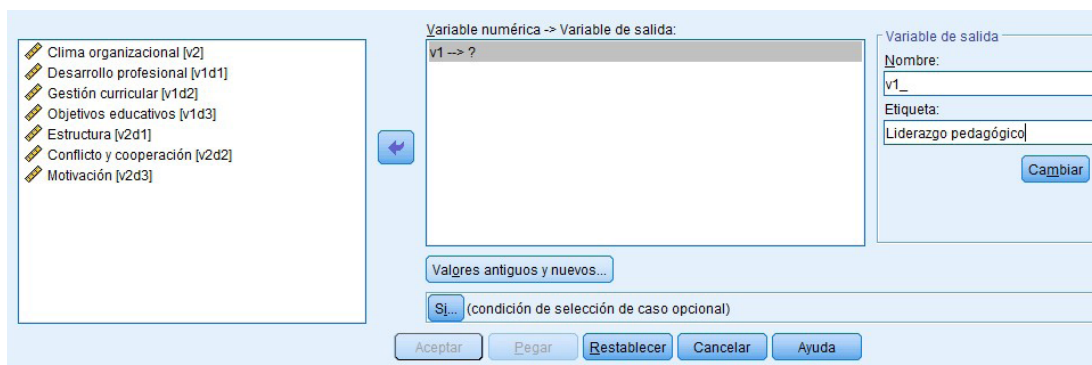 Clima organizacional [v2]
Desarrollo profesional [v1d1]
Gestión curricular [v1d2]
Objetivos educativos [v1d3]
Estructura [v2d1]
Conflicto y cooperación [v2d2]
Motivación [v2d3]
Variable numérica -> Variable de salida:
v1 --> ?
Variable de salida
Nombre:
v1_
Etiqueta:
Liderazgo pedagógico
Cambiar
Valores antiguos y nuevos...
Si... (condición de selección de caso opcional)
Aceptar Pegar Restablecer Cancelar Ayuda